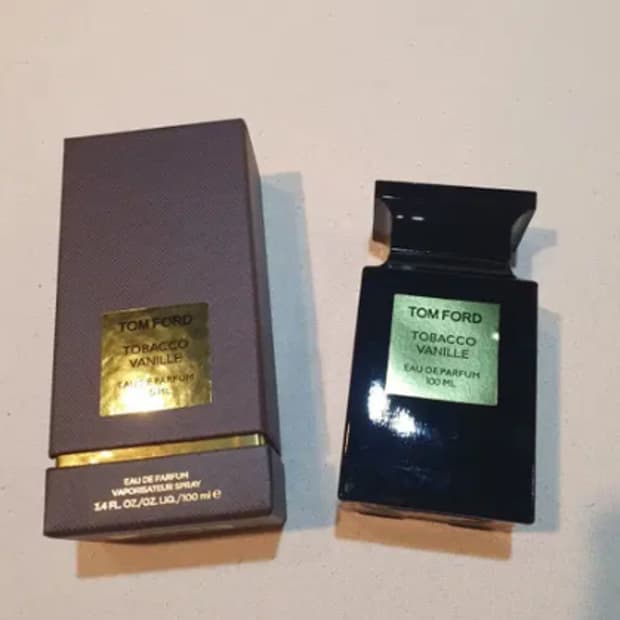 TOM FORD
TOBACCO
VANILLE
EAU DE PARFUM
ML
EAU DE PARFUM
VAPORISATEUR SPRAY
3.4 FL. OZ./OZ. LIQ./100 ml e
TOM FORD
TOBACCO
VANILLE
EAU DE PARFUM
100 ML